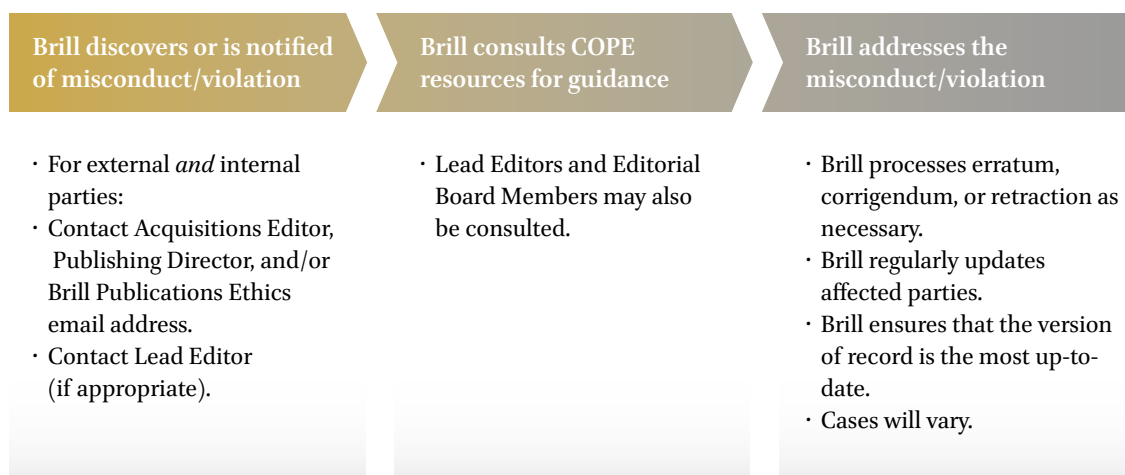 Brill discovers or is notified
of misconduct/violation
· For external and internal
parties:
· Contact Acquisitions Editor,
Publishing Director, and/or
Brill Publications Ethics
email address.
· Contact Lead Editor
(if appropriate).
Brill consults COPE
resources for guidance
· Lead Editors and Editorial
Board Members may also
be consulted.
Brill addresses the
misconduct/violation
· Brill processes erratum,
corrigendum, or retraction as
necessary.
· Brill regularly updates
affected parties.
· Brill ensures that the version
of record is the most up-to-
date.
· Cases will vary.